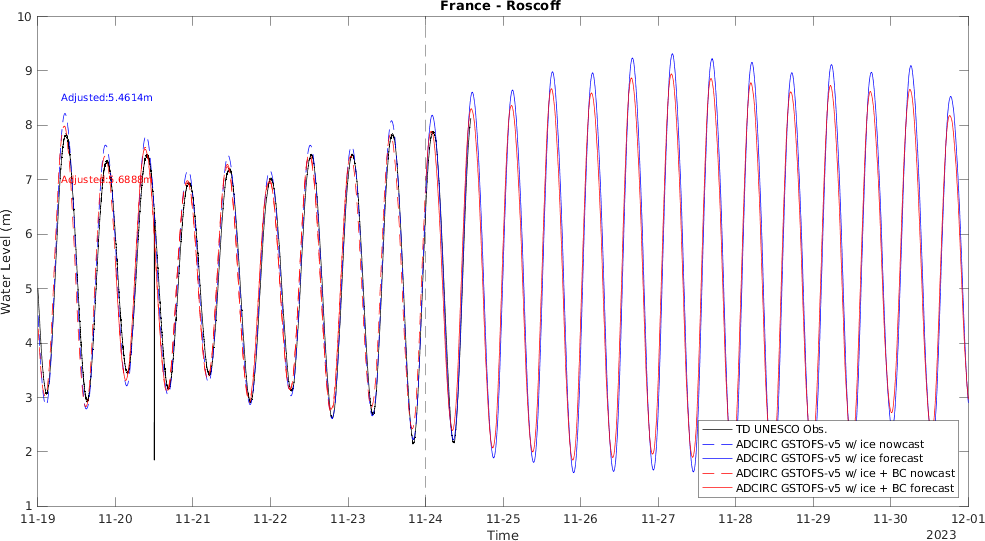 France - Roscoff
Water Level (m)
10
9
8
7
6
5
4
3
2
1
Adjusted:5.4614m
Adjusted:5.6888m
TD UNESCO Obs.
ADCIRC GSTOFS-v5 w/ ice nowcast
ADCIRC GSTOFS-v5 w/ ice forecast
ADCIRC GSTOFS-v5 w/ ice + BC nowcast
ADCIRC GSTOFS-v5 w/ ice + BC forecast
11-19 11-20 11-21 11-22 11-23 11-24 11-25 11-26 11-27 11-28 11-29 11-30 12-01
Time
2023